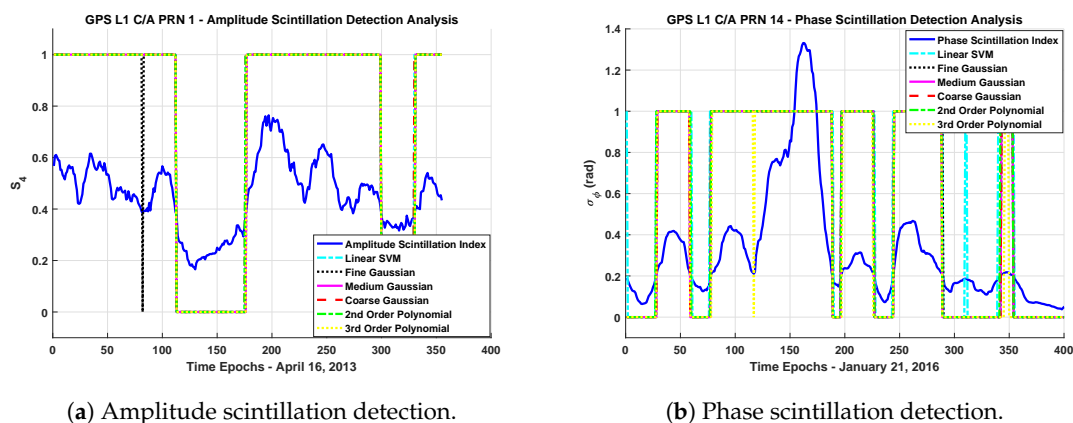 GPS L1 C/A PRN 1 - Amplitude Scintillation Detection Analysis
1
0.8
0.6
0.4
0.2
0
S4
0 50 100 150 200 250 300 350 400
Time Epochs - April 16, 2013
Amplitude Scintillation Index
Linear SVM
Fine Gaussian
Medium Gaussian
Coarse Gaussian
2nd Order Polynomial
3rd Order Polynomial
(a) Amplitude scintillation detection.
GPS L1 C/A PRN 14 - Phase Scintillation Detection Analysis
1.4
1.2
1
0.8
0.6
0.4
0.2
0
σϕ (rad)
0 50 100 150 200 250 300 350 400
Time Epochs - January 21, 2016
Phase Scintillation Index
Linear SVM
Fine Gaussian
Medium Gaussian
Coarse Gaussian
2nd Order Polynomial
3rd Order Polynomial
(b) Phase scintillation detection.